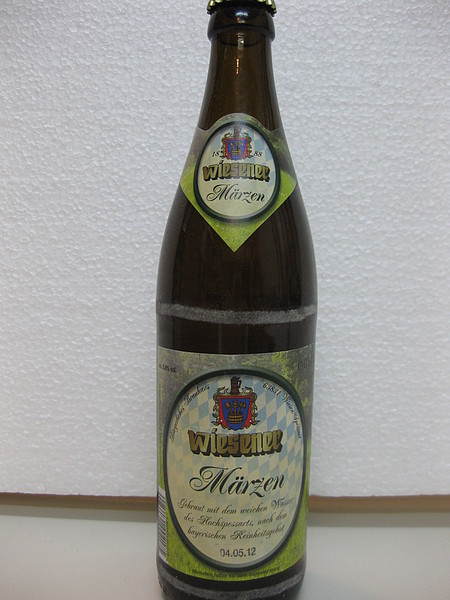 18 88
Wiesener
Märzen
Wiesener
Märzen
Gebraut mit dem weichen Wasser
des Hochspessarts, nach dem
bayerischen Reinheitsgebot
04.05.12